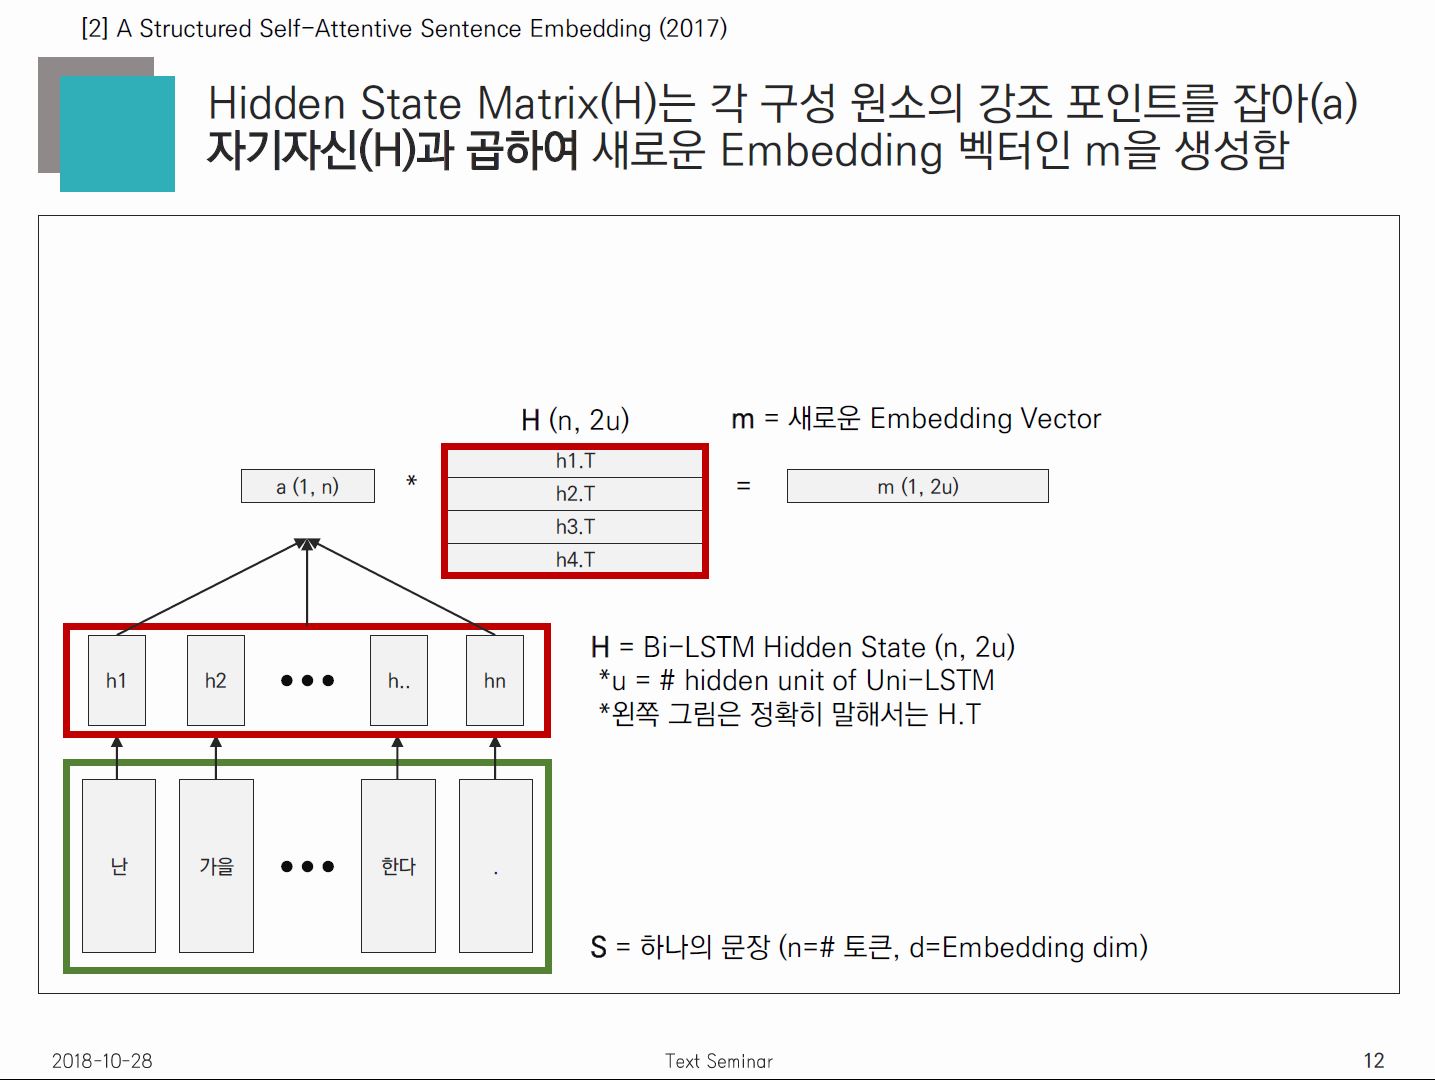 [2] A Structured Self-Attentive Sentence Embedding (2017)
Hidden State Matrix(H)는 각 구성 원소의 강조 포인트를 잡아(a)
자기자신(H)과 곱하여 새로운 Embedding 벡터인 m을 생성함
H (n, 2u)
m = 새로운 Embedding Vector
a (1, n)
*
h1.T
h2.T
h3.T
h4.T
=
m (1, 2u)
h1
h2
•••
h..
hn
H = Bi-LSTM Hidden State (n, 2u)
*u = # hidden unit of Uni-LSTM
*왼쪽 그림은 정확히 말해서는 H.T
난
가을
•••
한다
.
S = 하나의 문장 (n=# 토큰, d=Embedding dim)
2018-10-28
Text Seminar
12